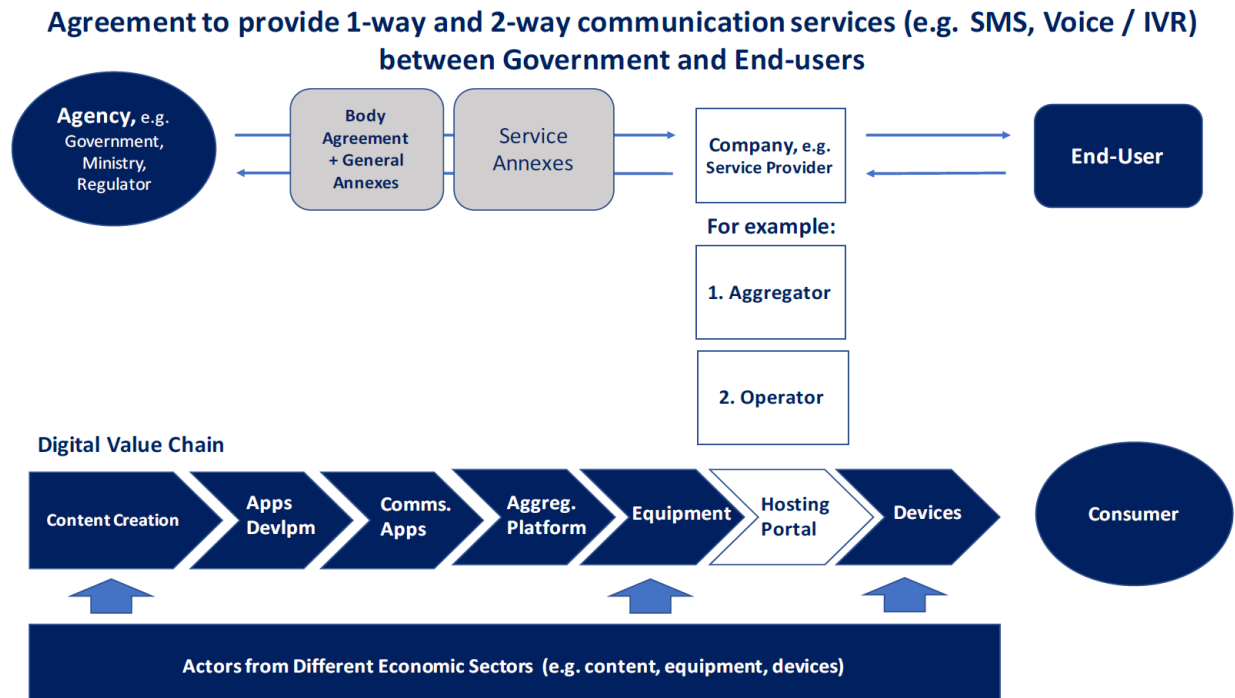 Agreement to provide 1-way and 2-way communication services (e.g. SMS, Voice / IVR)
between Government and End-users
Agency, e.g.
Government,
Ministry,
Regulator
Body
Agreement
+ General
Annexes
Service
Annexes
Company, e.g.
Service Provider
End-User
For example:
1. Aggregator
2. Operator
Digital Value Chain
Content Creation
Apps
Devlpm
Comms.
Apps
Aggreg.
Platform
Equipment
Hosting
Portal
Devices
Consumer
Actors from Different Economic Sectors (e.g. content, equipment, devices)